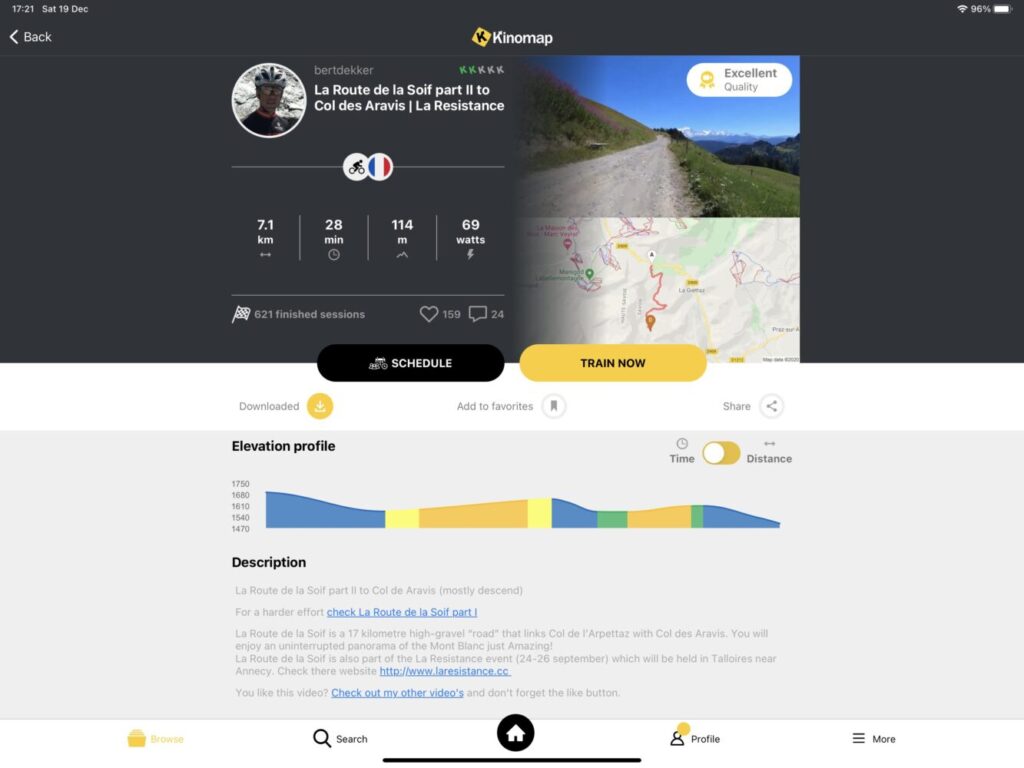 17:21 Sat 19 Dec
96%
Back
Kinomap
bertdekker
KKKKK
La Route de la Soif part II to
Col des Aravis | La Resistance
Excellent
Quality
7.1
km
28
min
114
m
69
watts
621 finished sessions
159
24
A
La Giettaz
HAUTE SAVOIE
SAVOIE
Map data ©2020
SCHEDULE
TRAIN NOW
Downloaded
Add to favorites
Share
Elevation profile
Time
Distance
1750
1680
1610
1540
1470
Description
La Route de la Soif part II to Col de Aravis (mostly descend)
For a harder effort check La Route de la Soif part I
La Route de la Soif is a 17 kilometre high-gravel "road" that links Col de l'Arpettaz with Col des Aravis. You will
enjoy an uninterrupted panorama of the Mont Blanc just Amazing!
La Route de la Soif is also part of the La Resistance event (24-26 september) which will be held in Talloires near
Annecy. Check there website http://www.laresistance.cc
You like this video? Check out my other video's and don't forget the like button.
Browse
Search
Profile
More